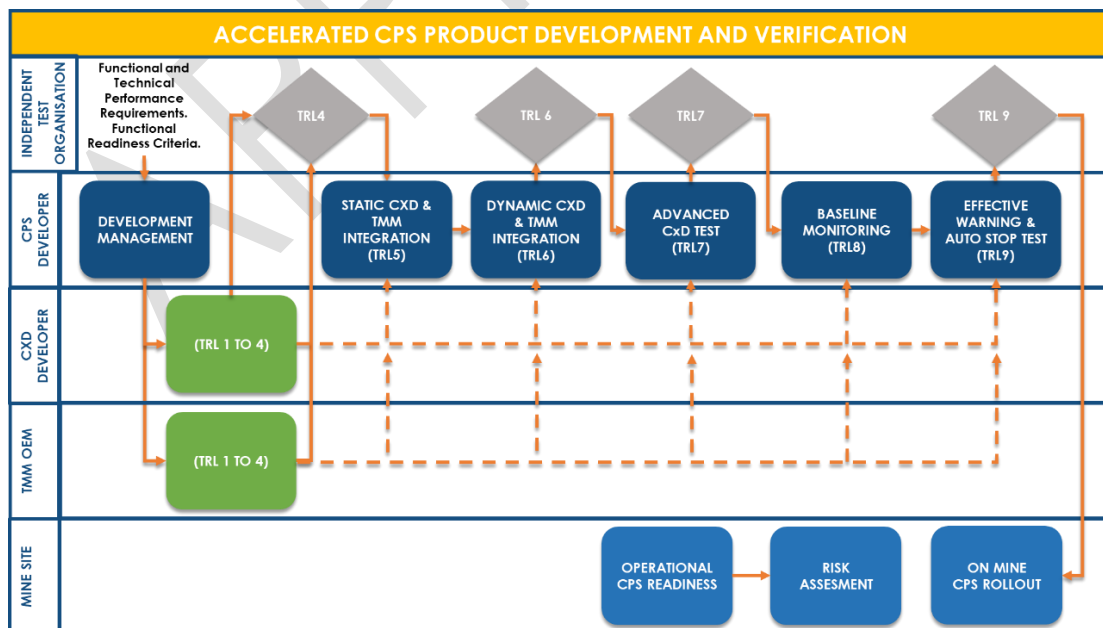 ACCELERATED CPS PRODUCT DEVELOPMENT AND VERIFICATION
INDEPENDENT
TEST
ORGANISATION
Functional and
Technical
Performance
Requirements.
Functional
Readiness Criteria.
TRL4
TRL 6
TRL7
TRL 9
CPS
DEVELOPER
DEVELOPMENT
MANAGEMENT
STATIC CXD &
TMM
INTEGRATION
(TRL5)
DYNAMIC CXD
& TMM
INTEGRATION
(TRL6)
ADVANCED
CxD TEST
(TRL7)
BASELINE
MONITORING
(TRL8)
EFFECTIVE
WARNING &
AUTO STOP TEST
(TRL9)
CXD
DEVELOPER
(TRL 1 TO 4)
TMM OEM
(TRL 1 TO 4)
MINE SITE
OPERATIONAL
CPS READINESS
RISK
ASSESMENT
ON MINE
CPS ROLLOUT